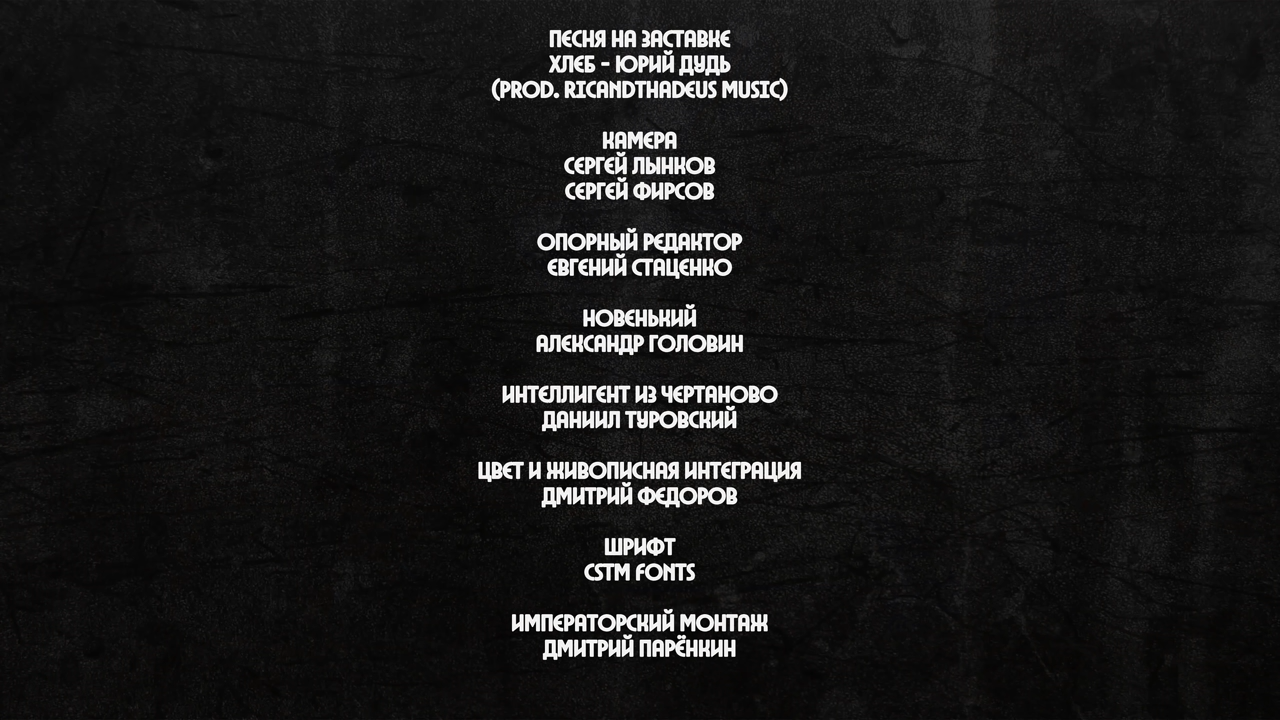 ПЕСНЯ НА ЗАСТАВКЕ
ХЛЕБ - ЮРИЙ ДУДЬ
(PROD. RICANDTHADEUS MUSIC)
КАМЕРА
СЕРГЕЙ ЛЫНКОВ
СЕРГЕЙ ФИРСОВ
ОПОРНЫЙ РЕДАКТОР
ЕВГЕНИЙ СТАЦЕНКО
НОВЕНЬКИЙ
АЛЕКСАНДР ГОЛОВИН
ИНТЕЛЛИГЕНТ ИЗ ЧЕРТАНОВО
ДАНИИЛ ТУРОВСКИЙ
ЦВЕТ И ЖИВОПИСНАЯ ИНТЕГРАЦИЯ
ДМИТРИЙ ФЕДОРОВ
ШРИФТ
CSTM FONTS
ИМПЕРАТОРСКИЙ МОНТАЖ
ДМИТРИЙ ПАРЁНКИН